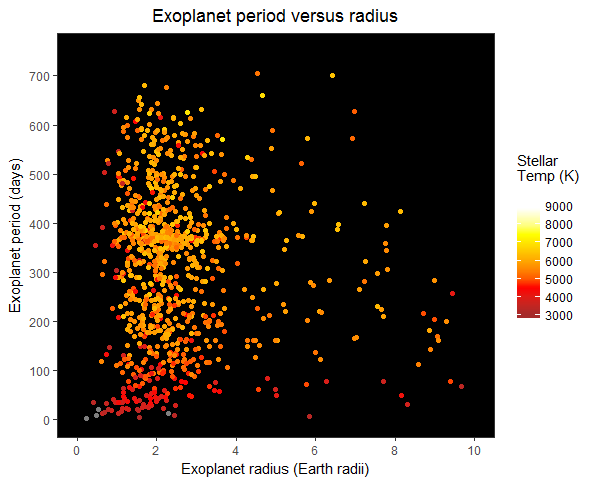 Exoplanet period versus radius
Exoplanet period (days)
700
600
500
400
300
200
100
0
0 2 4 6 8 10
Exoplanet radius (Earth radii)
Stellar
Temp (K)
9000
8000
7000
6000
5000
4000
3000